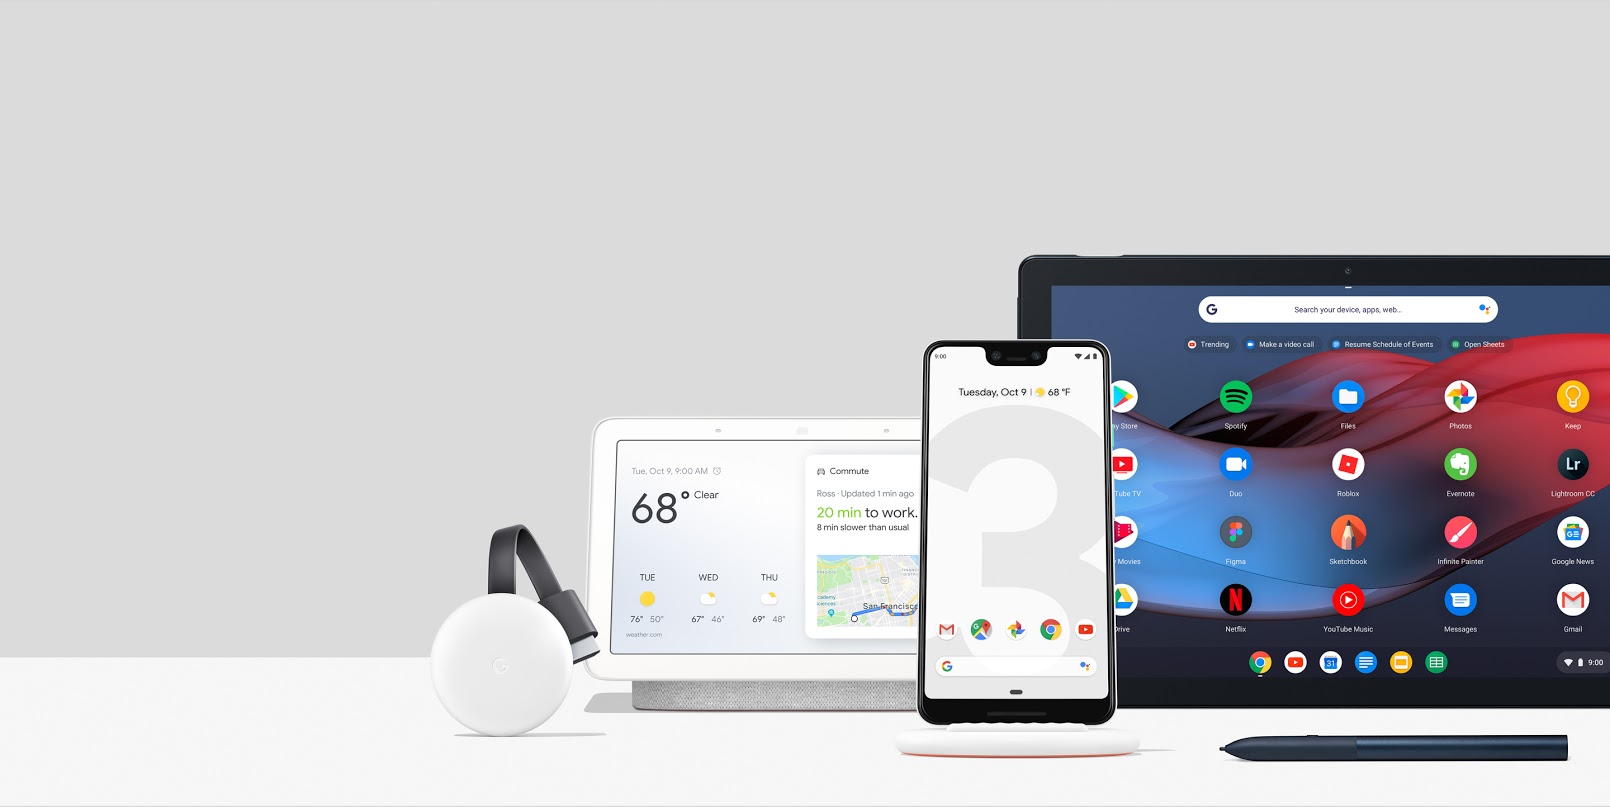 Tue, Oct 9, 9:00 AM
68° Clear
TUE
WED
THU
76° 50°
67° 46°
69° 48°
weather.com
Commute
Ross · Updated 1 min ago
20 min to work.
8 min slower than usual
San Francisco
G
9:00
Tuesday, Oct 9 | 68 °F
3
G
G
Search your device, apps, web...
Trending
Make a video call
Resume Schedule of Events
Open Sheets
Store
Spotify
Files
Photos
Keep
TV
Duo
Roblox
Evernote
Lr
Lightroom CC
Movies
Figma
Sketchbook
Infinite Painter
Google News
Drive
Netflix
YouTube Music
Messages
Gmail
31
9:00